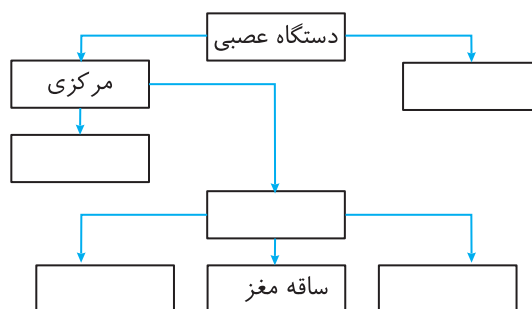 دستگاه عصبی
مرکزی
ساقه مغز